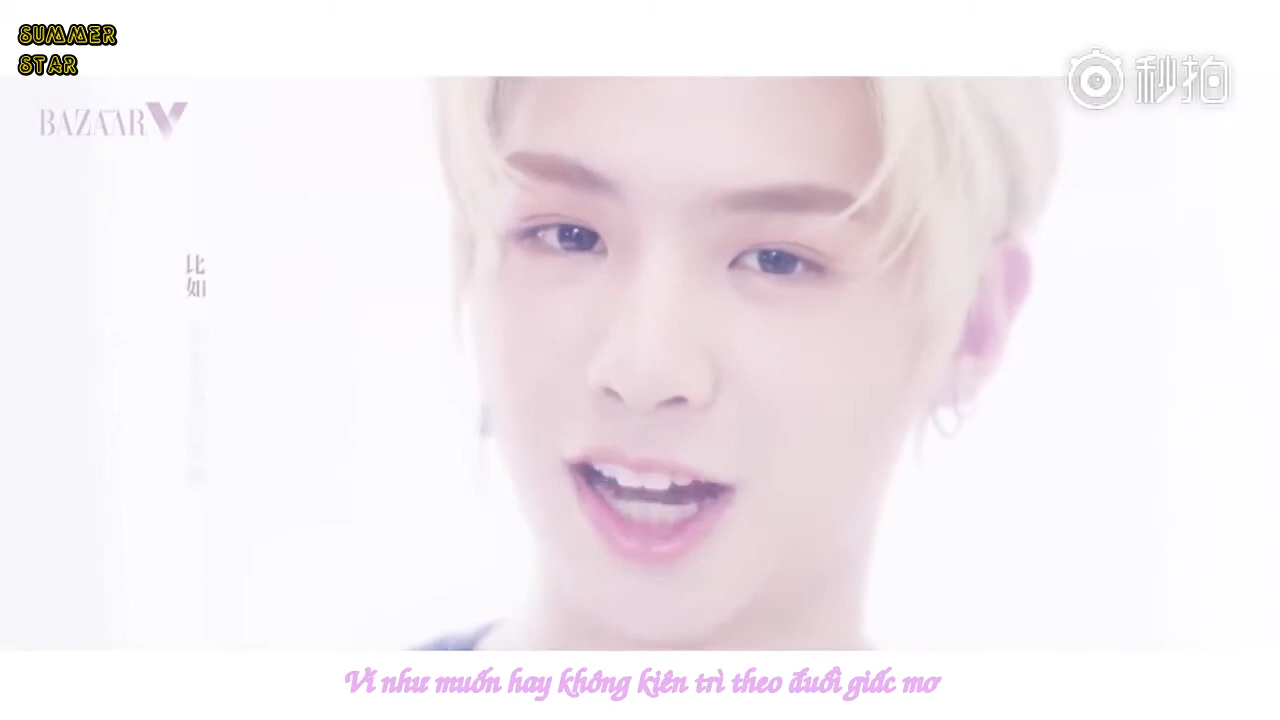 SUMMER
STAR
BAZAAR V
秒拍
比如
Ví như muốn hay không kiên trì theo đuổi giấc mơ